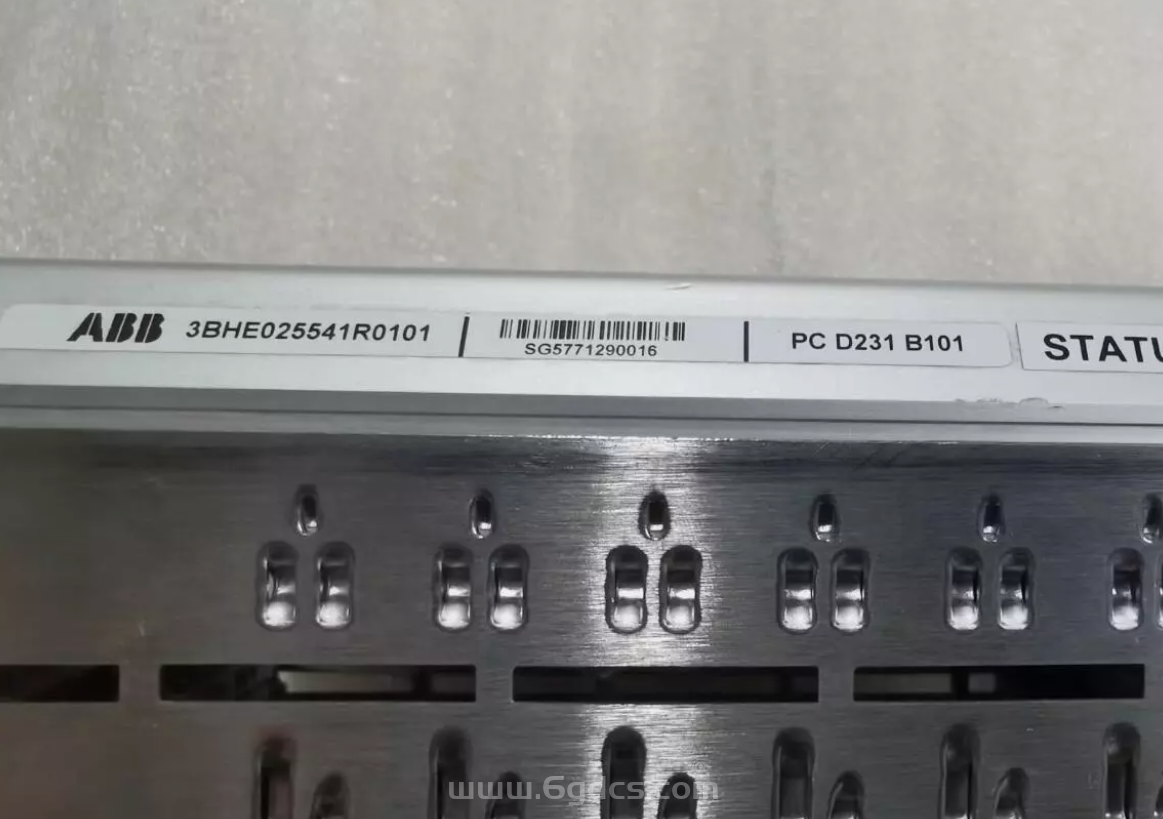 ABB 3BHE025541R0101
SG5771290016
PC D231 B101
STATU
www.6gdcs.com